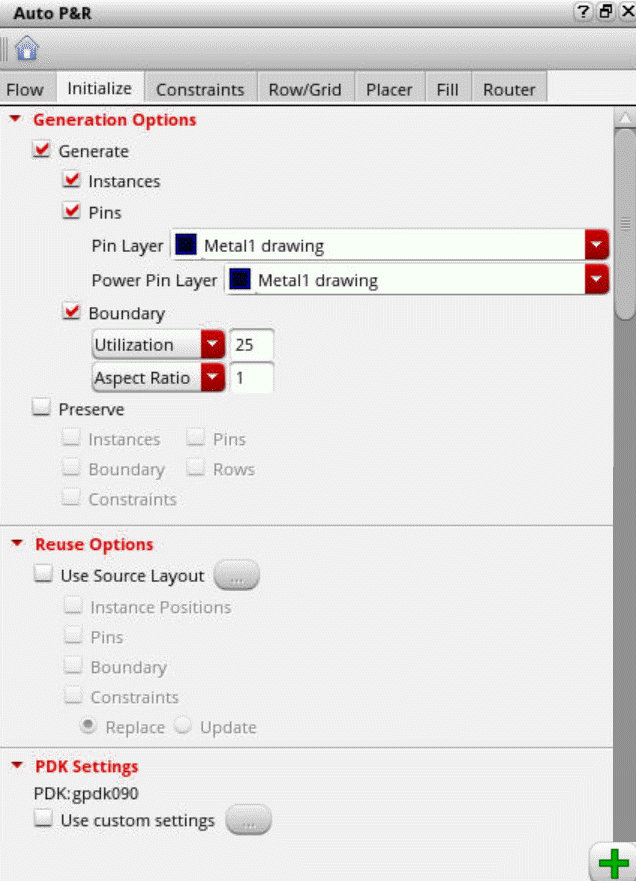 Auto P&R
Flow Initialize Constraints Row/Grid Placer Fill Router
Generation Options
Generate
Instances
Pins
Pin Layer Metal1 drawing
Power Pin Layer Metal1 drawing
Boundary
Utilization 25
Aspect Ratio 1
Preserve
Instances Pins
Boundary Rows
Constraints
Reuse Options
Use Source Layout ...
Instance Positions
Pins
Boundary
Constraints
Replace Update
PDK Settings
PDK:gpdk090
Use custom settings ...